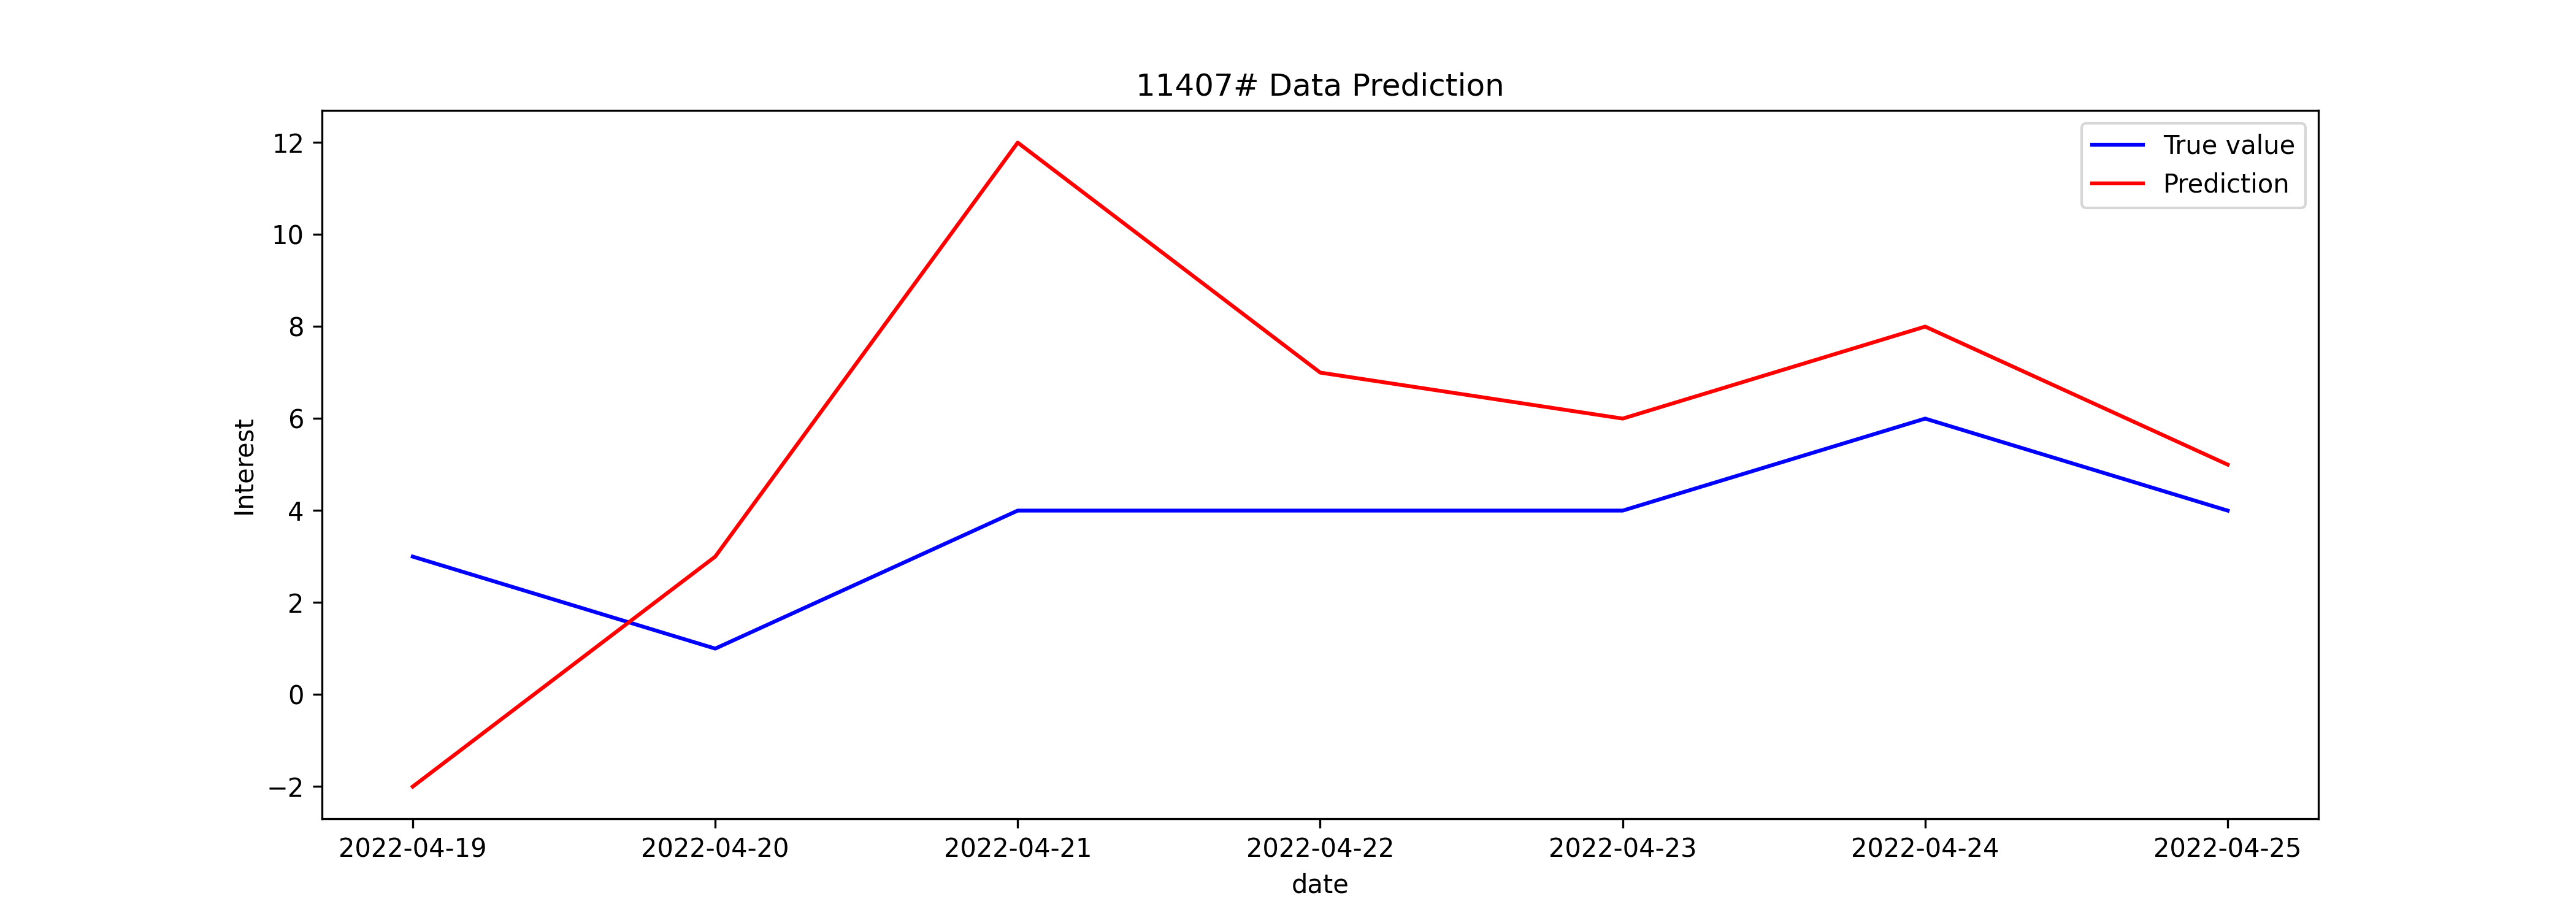 11407# Data Prediction
True value
Prediction
12
10
8
6
4
2
0
−2
Interest
2022-04-19 2022-04-20 2022-04-21 2022-04-22 2022-04-23 2022-04-24 2022-04-25
date